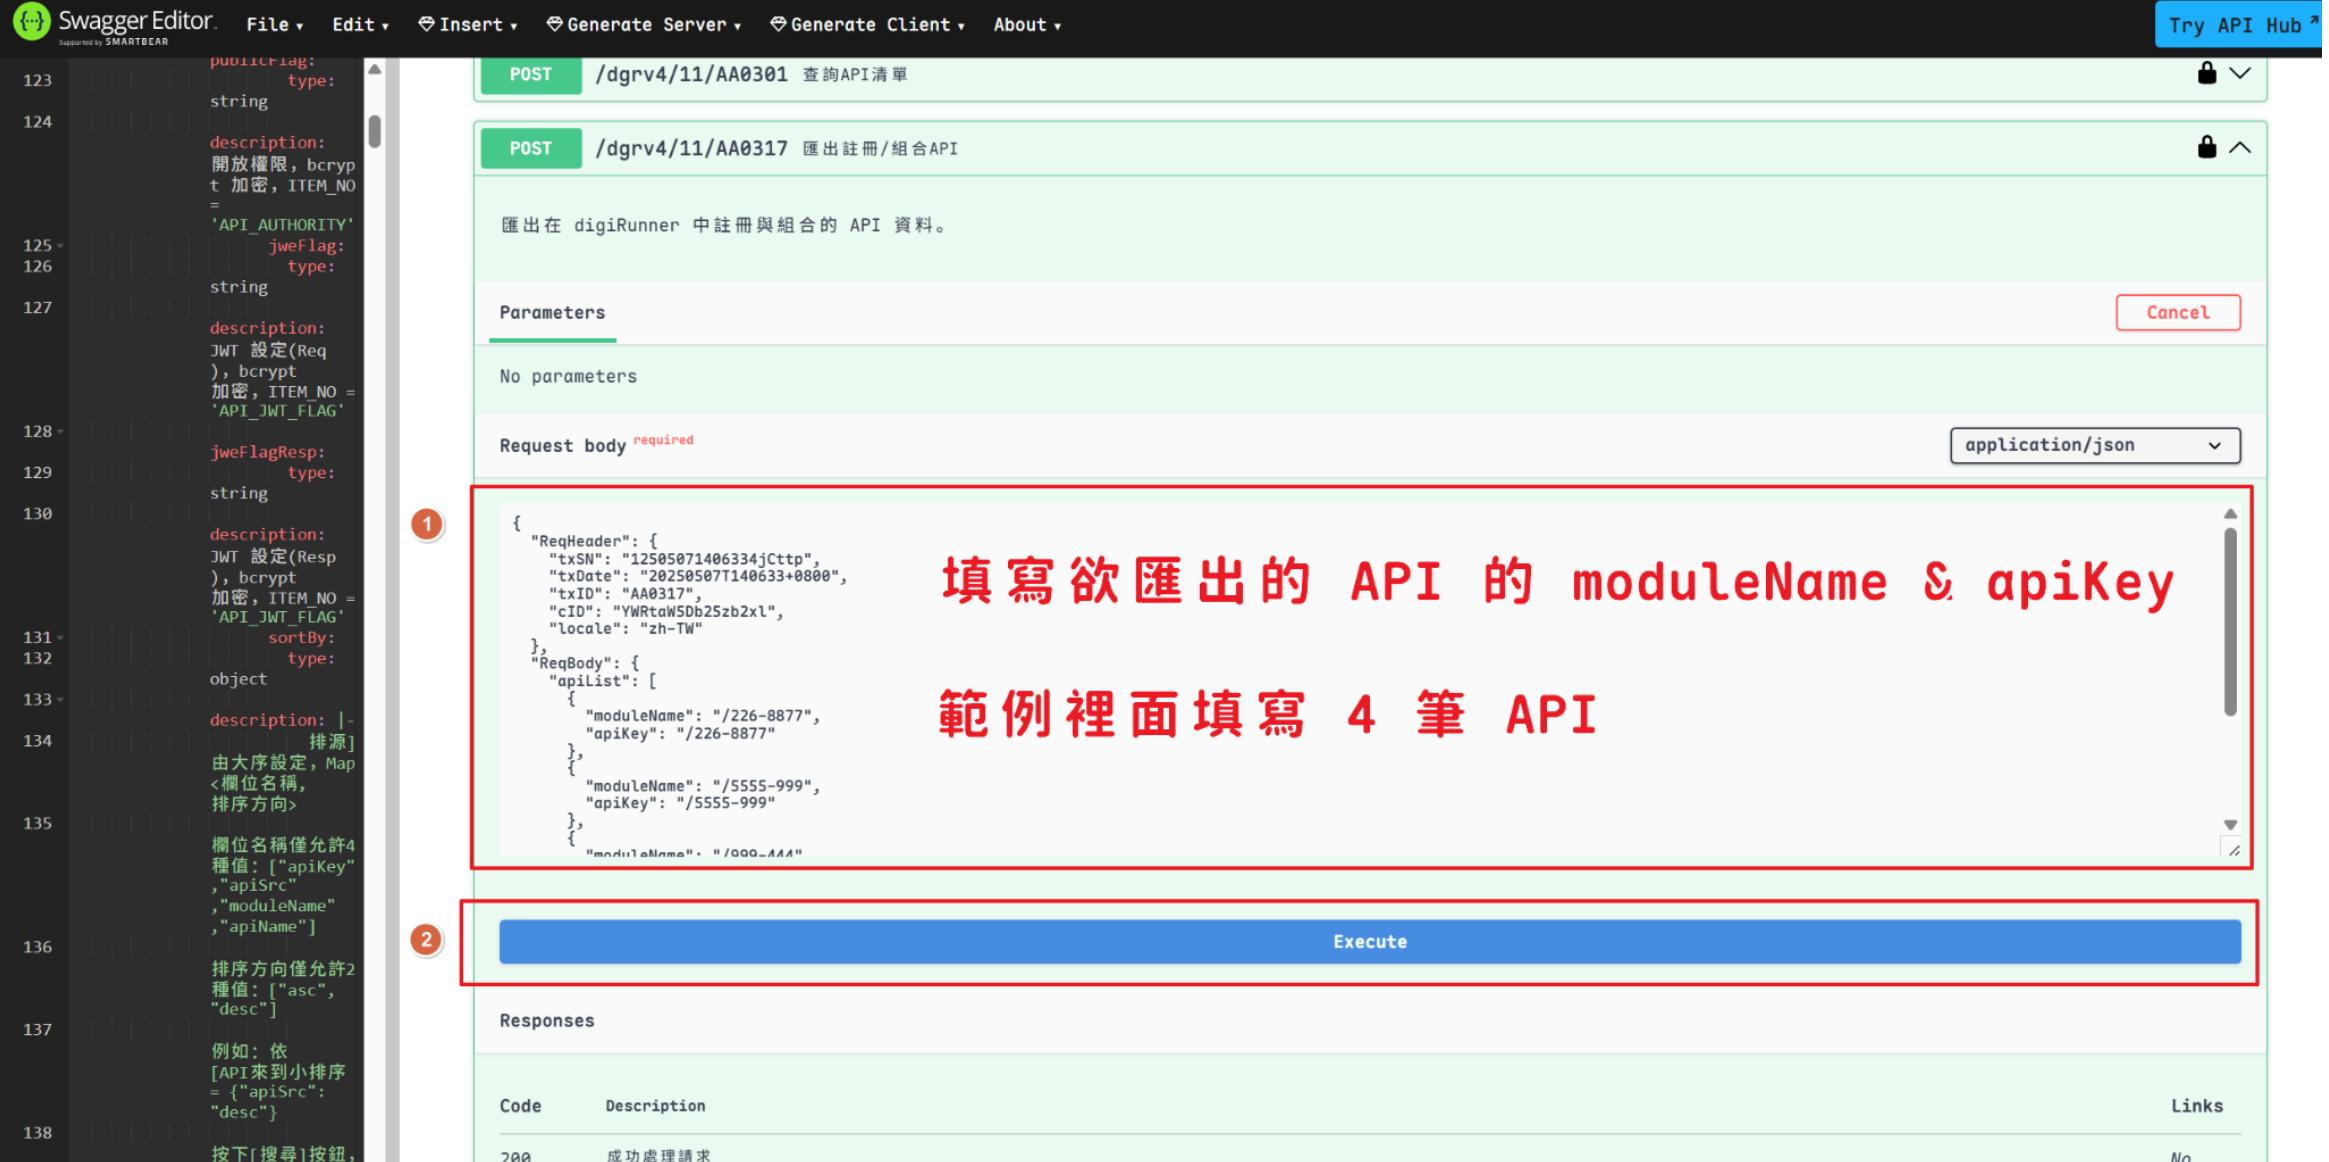 Swagger Editor.
Supported by SMARTBEAR
File
Edit
Insert
Generate Server
Generate Client
About
Try API Hub
publicFlag:
123
type:
string
124
description:
開放權限, bcryp
t 加密, ITEM_NO
=
'API_AUTHORITY'
125
jweFlag:
126
type:
string
127
description:
JWT 設定(Req
), bcrypt
加密, ITEM_NO =
'API_JWT_FLAG'
128
jweFlagResp:
129
type:
string
130
description:
JWT 設定(Resp
), bcrypt
加密, ITEM_NO =
'API_JWT_FLAG'
131
sortBy:
132
type:
object
133
description: |-
134
排源]
由大序設定, Map
<欄位名稱,
排序方向>
135
欄位名稱僅允許4
種值: ["apiKey"
,"apiSrc"
,"moduleName"
,"apiName"]
136
排序方向僅允許2
種值: ["asc",
"desc"]
137
例如: 依
[API來到小排序
= {"apiSrc":
"desc"}
138
按下[搜尋]按鈕,
POST /dgrv4/11/AA0301 查詢API清單
POST /dgrv4/11/AA0317 匯出註冊/組合API
匯出在 digiRunner 中註冊與組合的 API 資料。
Parameters
Cancel
No parameters
Request body required
application/json
1
{
"ReqHeader": {
"txSN": "12505071406334jCttp",
"txDate": "20250507T140633+0800",
"txID": "AA0317",
"cID": "YWRtaW5Db25zb2xl",
"locale": "zh-TW"
},
"ReqBody": {
"apiList": [
{
"moduleName": "/226-8877",
"apiKey": "/226-8877"
},
{
"moduleName": "/5555-999",
"apiKey": "/5555-999"
},
{
"moduleName": "/999-444"
填寫欲匯出的 API 的 moduleName & apiKey
範例裡面填寫 4 筆 API
2
Execute
Responses
Code
Description
Links
200
成功處理請求
No